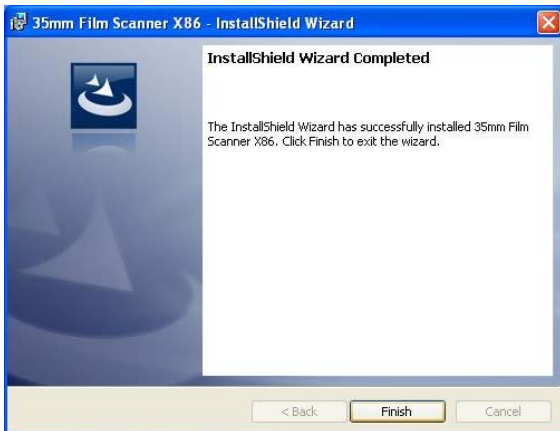 35mm Film Scanner X86 - InstallShield Wizard
InstallShield Wizard Completed
The InstallShield Wizard has successfully installed 35mm Film
Scanner X86. Click Finish to exit the wizard.
< Back Finish Cancel